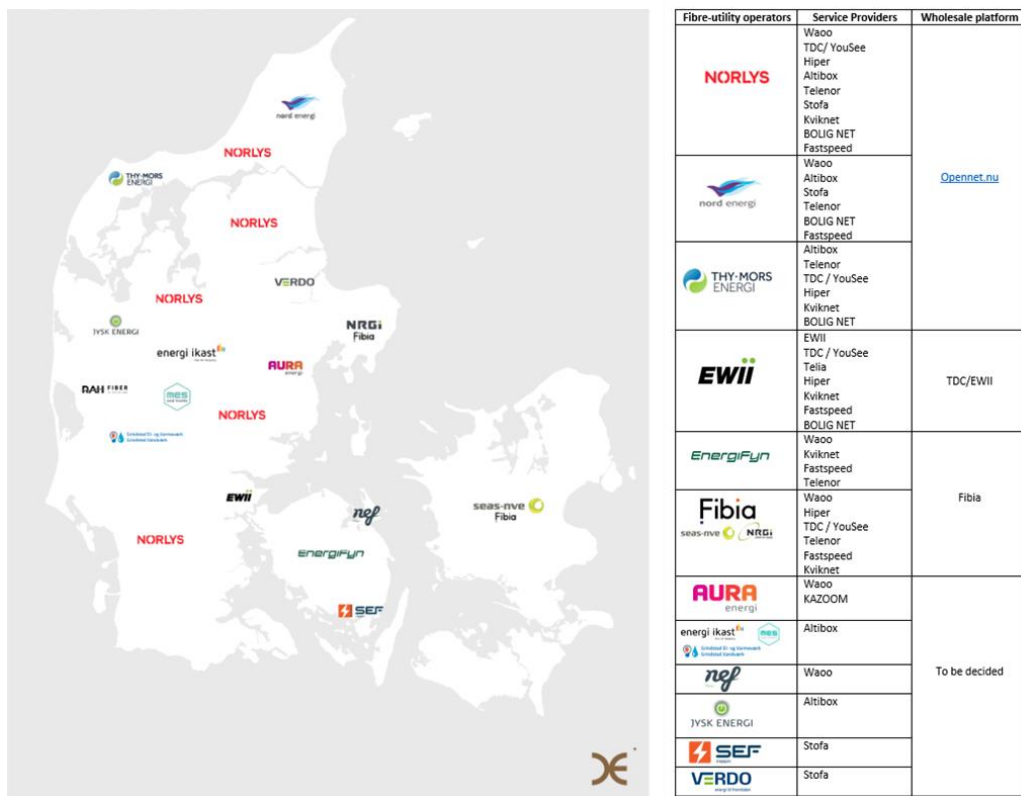 nord energi
NORLYS
THY-MORS
ENERGI
NORLYS
VERDO
NORLYS
JYSK ENERGI
NRGi
Fibia
energi ikast
AURA
energi
RAH FIBER
MES
NORLYS
EWII
nef
seas-nve
Fibia
NORLYS
EnergiFyn
SEF
Fibre-utility operators Service Providers Wholesale platform
NORLYS
Waoo
TDC/ YouSee
Hiper
Altibox
Telenor
Stofa
Kviknet
BOLIG NET
Fastspeed
Opennet.nu
nord energi
Waoo
Altibox
Stofa
Telenor
BOLIG NET
Fastspeed
THY-MORS
ENERGI
Altibox
Telenor
TDC / YouSee
Hiper
Kviknet
BOLIG NET
EWII
EWII
TDC / YouSee
Telia
Hiper
Kviknet
Fastspeed
BOLIG NET
TDC/EWII
EnergiFyn
Waoo
Kviknet
Fastspeed
Telenor
Fibia
Fibia
seas-nve NRGi
Waoo
Hiper
TDC / YouSee
Telenor
Fastspeed
Kviknet
AURA
energi
Waoo
KAZOOM
To be decided
energi ikast MES
Grindsted El- og Varmeværk
Grindsted Vandværk
Altibox
nef
Waoo
JYSK ENERGI
Altibox
SEF
Stofa
VERDO
Stofa